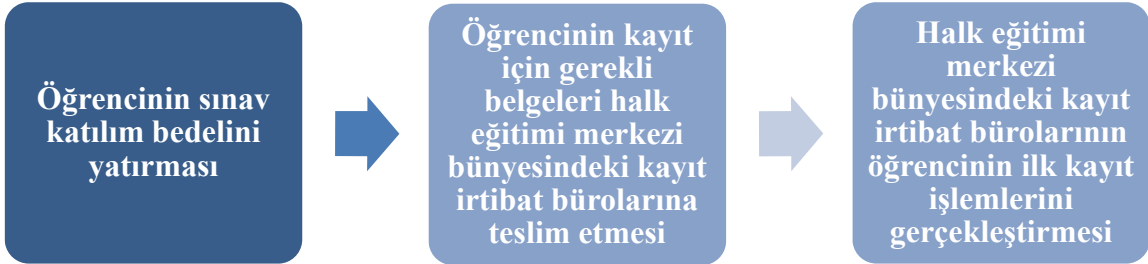 Öğrencinin sınav
katılım bedelini
yatırması
Öğrencinin kayıt
için gerekli
belgeleri halk
eğitimi merkezi
bünyesindeki kayıt
irtibat bürolarına
teslim etmesi
Halk eğitimi
merkezi
bünyesindeki kayıt
irtibat bürolarının
öğrencinin ilk kayıt
işlemlerini
gerçekleştirmesi